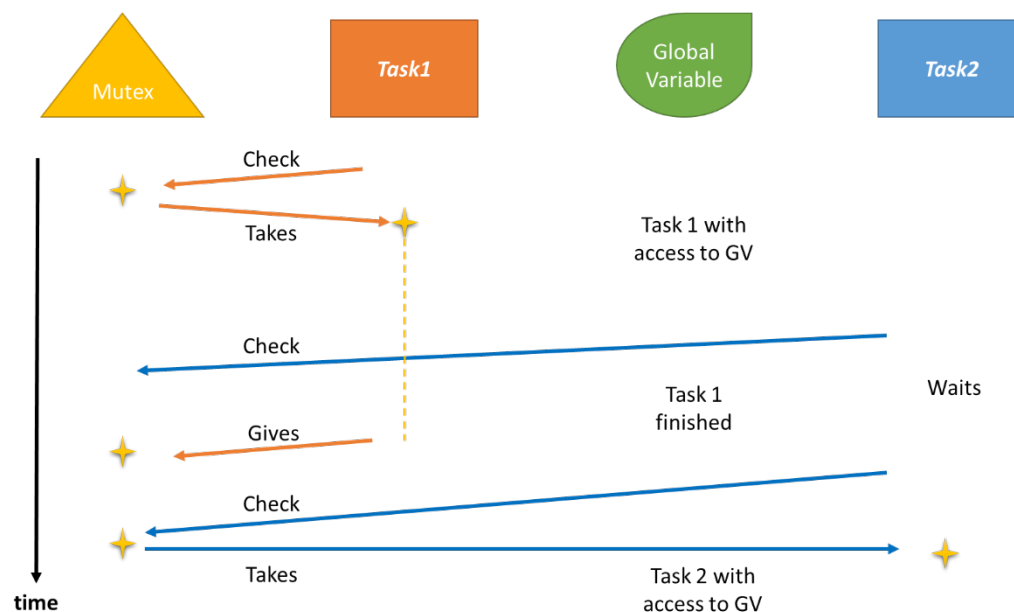 Mutex
Task1
Global
Variable
Task2
Check
Takes
Task 1 with
access to GV
Check
Waits
Task 1
finished
Gives
Check
Takes
Task 2 with
access to GV
time